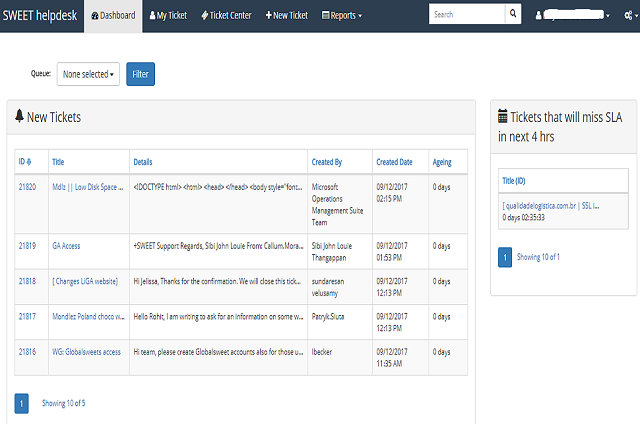 SWEET helpdesk Dashboard My Ticket Ticket Center New Ticket Reports Search
Queue: None selected Filter
New Tickets
ID Title Details Created By Created Date Ageing
21820 Mdlz || Low Disk Space ... <!DOCTYPE html> <html> <head> </head> <body style="font... Microsoft Operations Management Suite Team 09/12/2017 02:15 PM 0 days
21819 GA Access +SWEET Support Regards, Sibi John Louie From: Callum.Mora... Sibi John Louie Thangappan 09/12/2017 01:53 PM 0 days
21818 [ Changes LiGA website] Hi Jelissa, Thanks for the confirmation. We will close this tick... sundaresan velusamy 09/12/2017 12:13 PM 0 days
21817 Mondlez Poland choco w... Hello Rohit, I am writing to ask for an information on some w... Patryk.Siuta 09/12/2017 12:13 PM 0 days
21816 WG: Globalsweets access Hi team, please create Globalsweet accounts also for those u... lbecker 09/12/2017 11:35 AM 0 days
1 Showing 10 of 5
Tickets that will miss SLA
in next 4 hrs
Title (ID)
[ qualidadelogistica.com.br | SSL i...
0 days 02:35:33
1 Showing 10 of 1